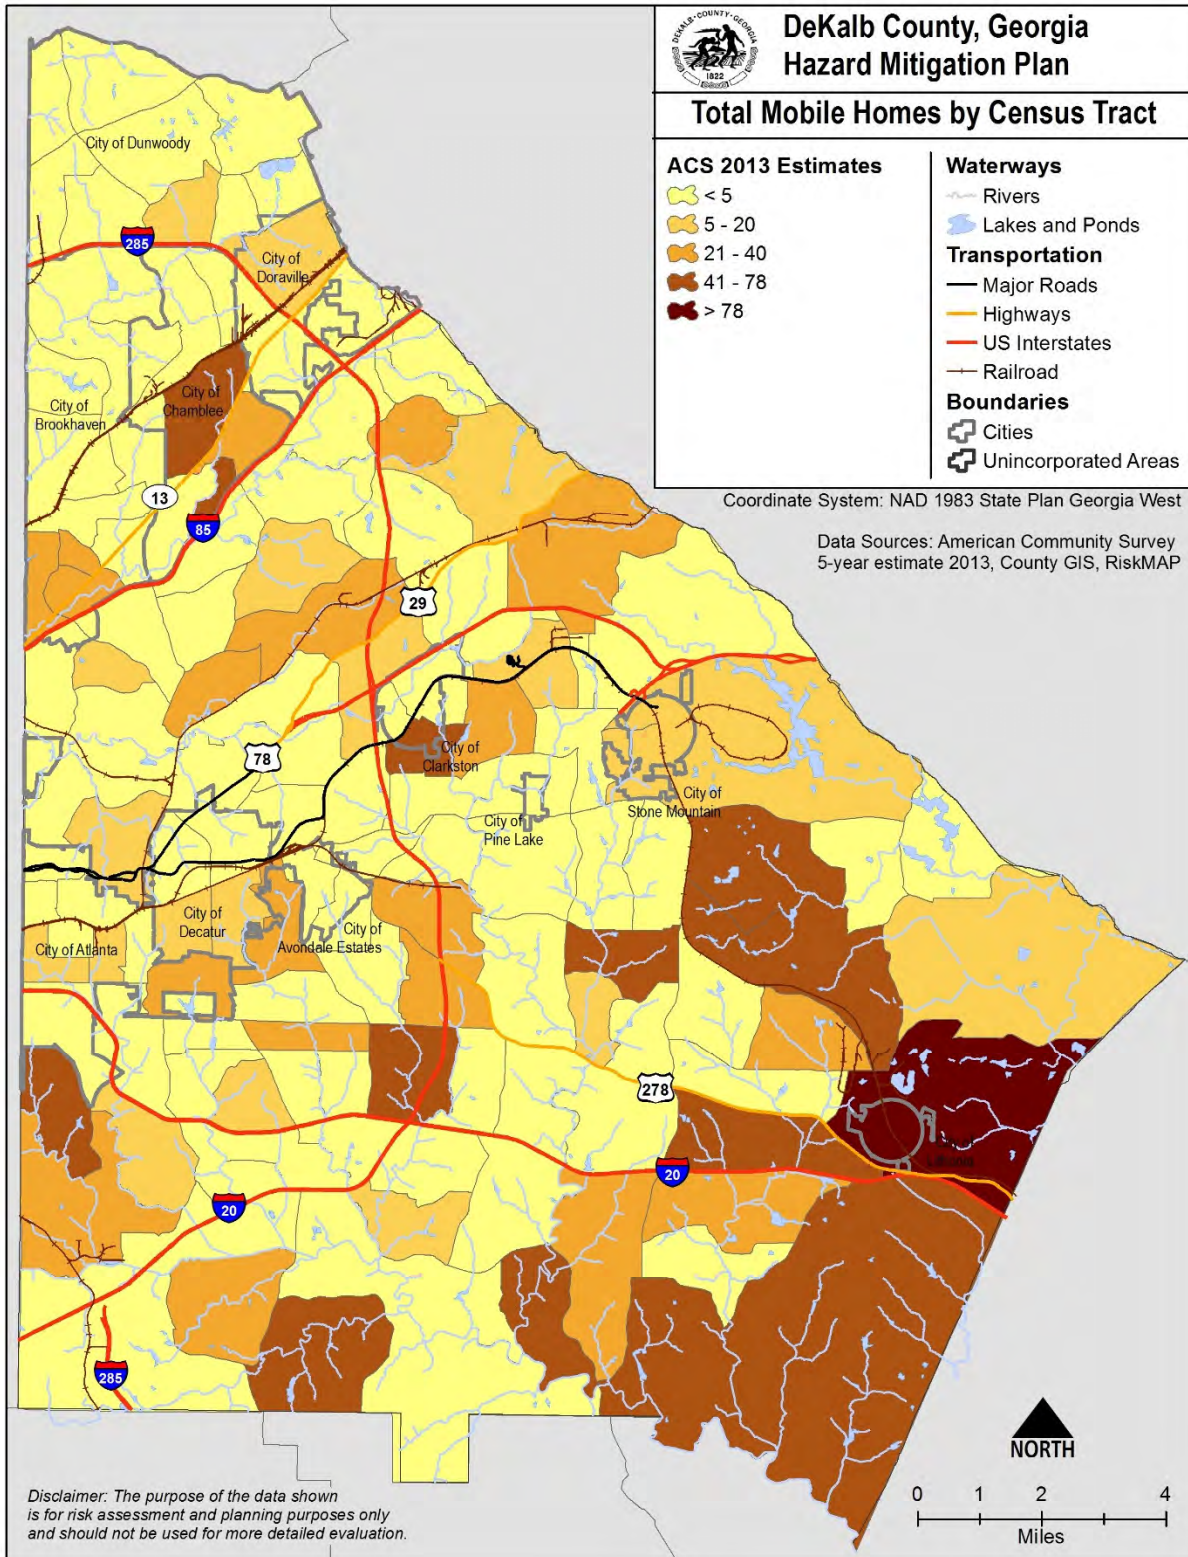 DEKALB·COUNTY·GEORGIA
1822
DeKalb County, Georgia
Hazard Mitigation Plan
Total Mobile Homes by Census Tract
ACS 2013 Estimates
< 5
5 - 20
21 - 40
41 - 78
> 78
Waterways
Rivers
Lakes and Ponds
Transportation
Major Roads
Highways
US Interstates
Railroad
Boundaries
Cities
Unincorporated Areas
Coordinate System: NAD 1983 State Plan Georgia West
Data Sources: American Community Survey
5-year estimate 2013, County GIS, RiskMAP
City of Dunwoody
285
City of
Doraville
City of
Chamblee
City of
Brookhaven
13
85
29
78
City of
Clarkston
City of
Stone Mountain
City of
Pine Lake
City of
Decatur
City of
Avondale Estates
City of Atlanta
278
20
20
285
NORTH
0 1 2 4
Miles
Disclaimer: The purpose of the data shown
is for risk assessment and planning purposes only
and should not be used for more detailed evaluation.